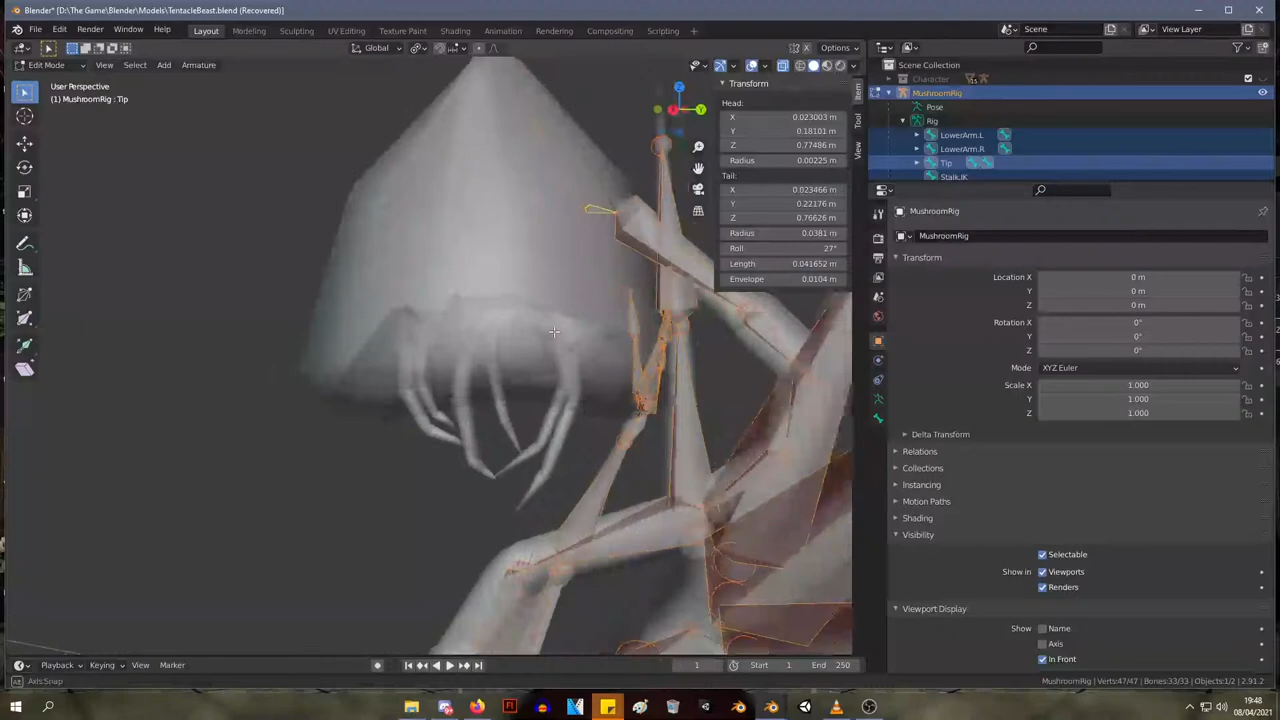 Blender* [D:\The Game\Blender\Models\TentacleBeast.blend (Recovered)]
File Edit Render Window Help Layout Modeling Sculpting UV Editing Texture Paint Shading Animation Rendering Compositing Scripting + Scene View Layer
Global Options
Edit Mode View Select Add Armature
User Perspective
(1) MushroomRig : Tip
Z
Y
Transform
Head:
X 0.023003 m
Y 0.18101 m
Z 0.77486 m
Radius 0.00225 m
Tail:
X 0.023466 m
Y 0.22176 m
Z 0.76626 m
Radius 0.0381 m
Roll 27°
Length 0.041652 m
Envelope 0.0104 m
Item
Tool
View
Scene Collection
Character
MushroomRig
Pose
Rig
LowerArm.L
LowerArm.R
Tip
StalkIK
MushroomRig
MushroomRig
Transform
Location X 0 m
Y 0 m
Z 0 m
Rotation X 0°
Y 0°
Z 0°
Mode XYZ Euler
Scale X 1.000
Y 1.000
Z 1.000
Delta Transform
Relations
Collections
Instancing
Motion Paths
Shading
Visibility
Selectable
Show in Viewports
Renders
Viewport Display
Show Name
Axis
In Front
Playback Keying View Marker 1 Start 1 End 250
Axis Snap MushroomRig | Verts:47/47 | Bones:33/33 | Objects:1/2 | 2.91.2
19:48
08/04/2021